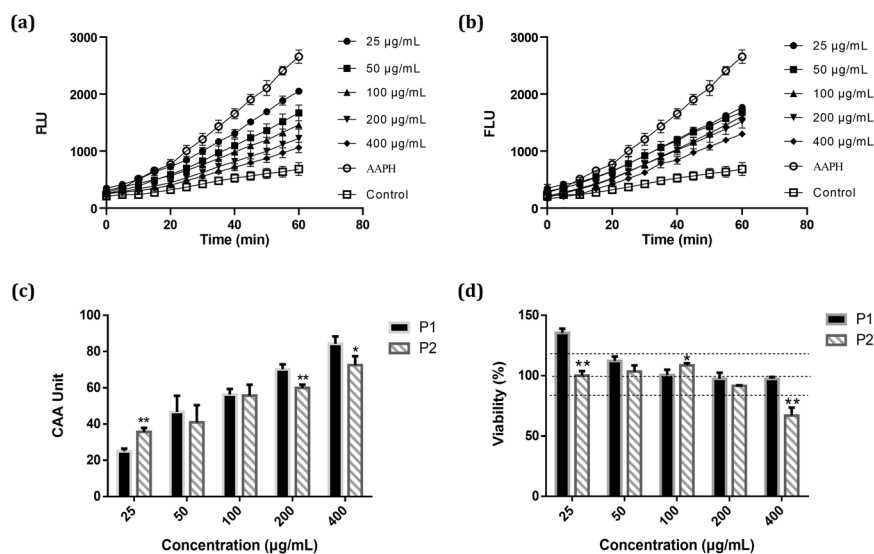 (a)
3000
2000
1000
0
FLU
0
20
40
60
80
Time (min)
25 μg/mL
50 μg/mL
100 μg/mL
200 μg/mL
400 μg/mL
AAPH
Control
(b)
3000
2000
1000
0
FLU
0
20
40
60
80
Time (min)
25 μg/mL
50 μg/mL
100 μg/mL
200 μg/mL
400 μg/mL
AAPH
Control
(c)
100
80
60
40
20
0
CAA Unit
**
**
*
25
50
100
200
400
Concentration (μg/mL)
P1
P2
(d)
150
100
50
0
Viability (%)
**
*
**
25
50
100
200
400
Concentration (μg/mL)
P1
P2